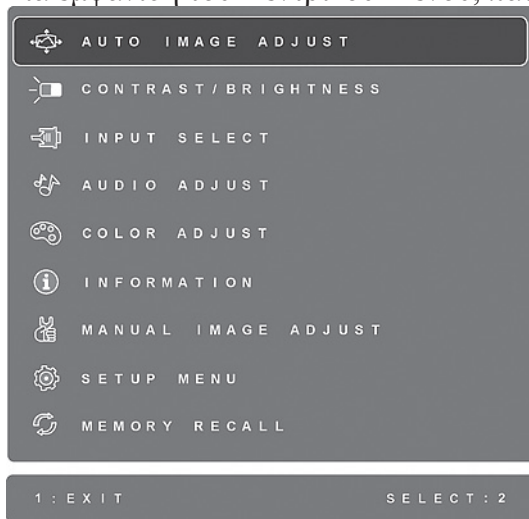 AUTO IMAGE ADJUST
CONTRAST/BRIGHTNESS
INPUT SELECT
AUDIO ADJUST
COLOR ADJUST
INFORMATION
MANUAL IMAGE ADJUST
SETUP MENU
MEMORY RECALL
1:EXIT SELECT:2